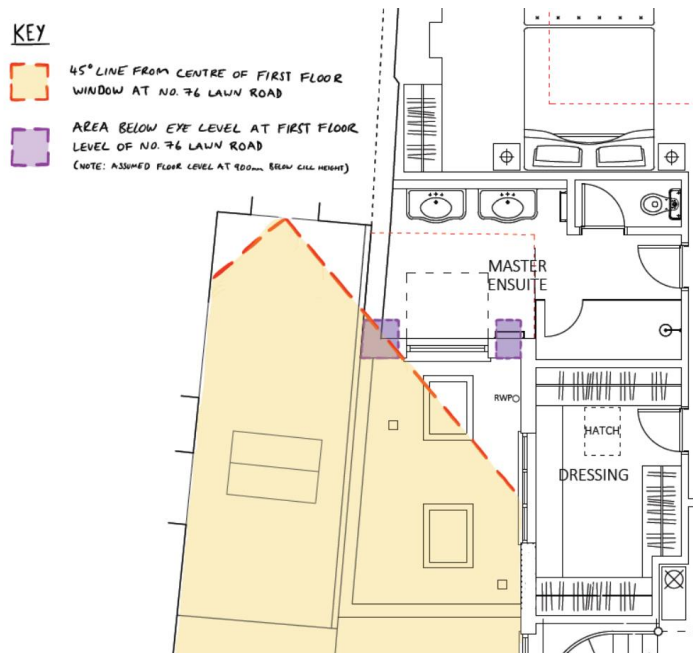 KEY
45° LINE FROM CENTRE OF FIRST FLOOR
WINDOW AT NO. 76 LAWN ROAD
AREA BELOW EYE LEVEL AT FIRST FLOOR
LEVEL OF NO. 76 LAWN ROAD
(NOTE: ASSUMED FLOOR LEVEL AT 900mm BELOW CILL HEIGHT)
MASTER
ENSUITE
RWP
HATCH
DRESSING